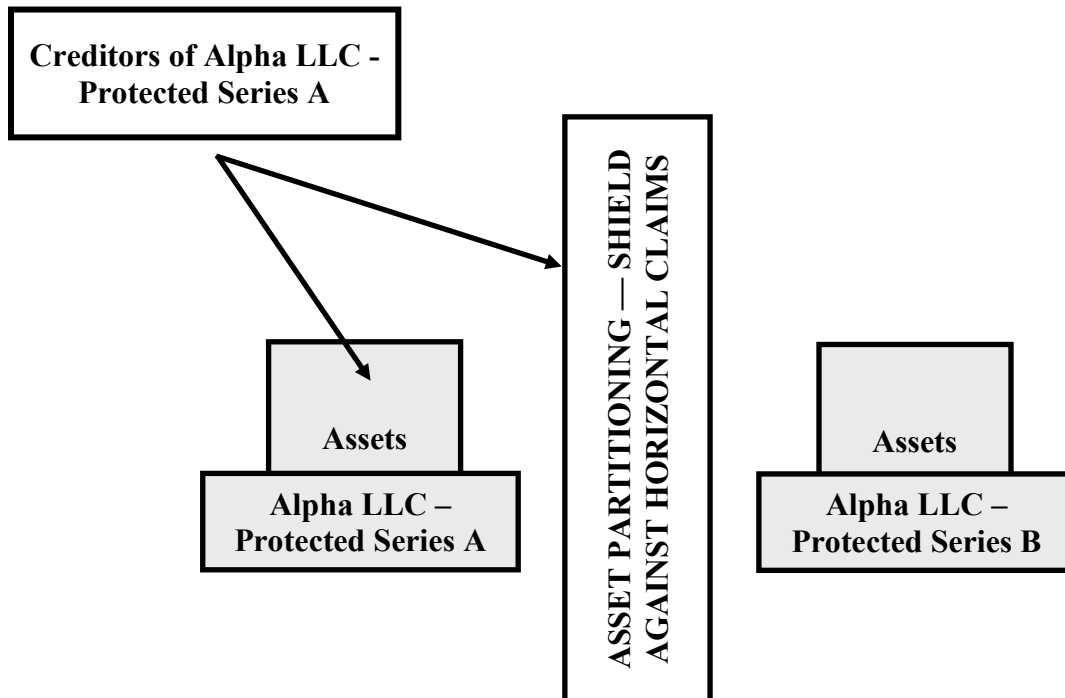 Creditors of Alpha LLC -
Protected Series A
ASSET PARTITIONING — SHIELD
AGAINST HORIZONTAL CLAIMS
Assets
Alpha LLC –
Protected Series A
Assets
Alpha LLC –
Protected Series B